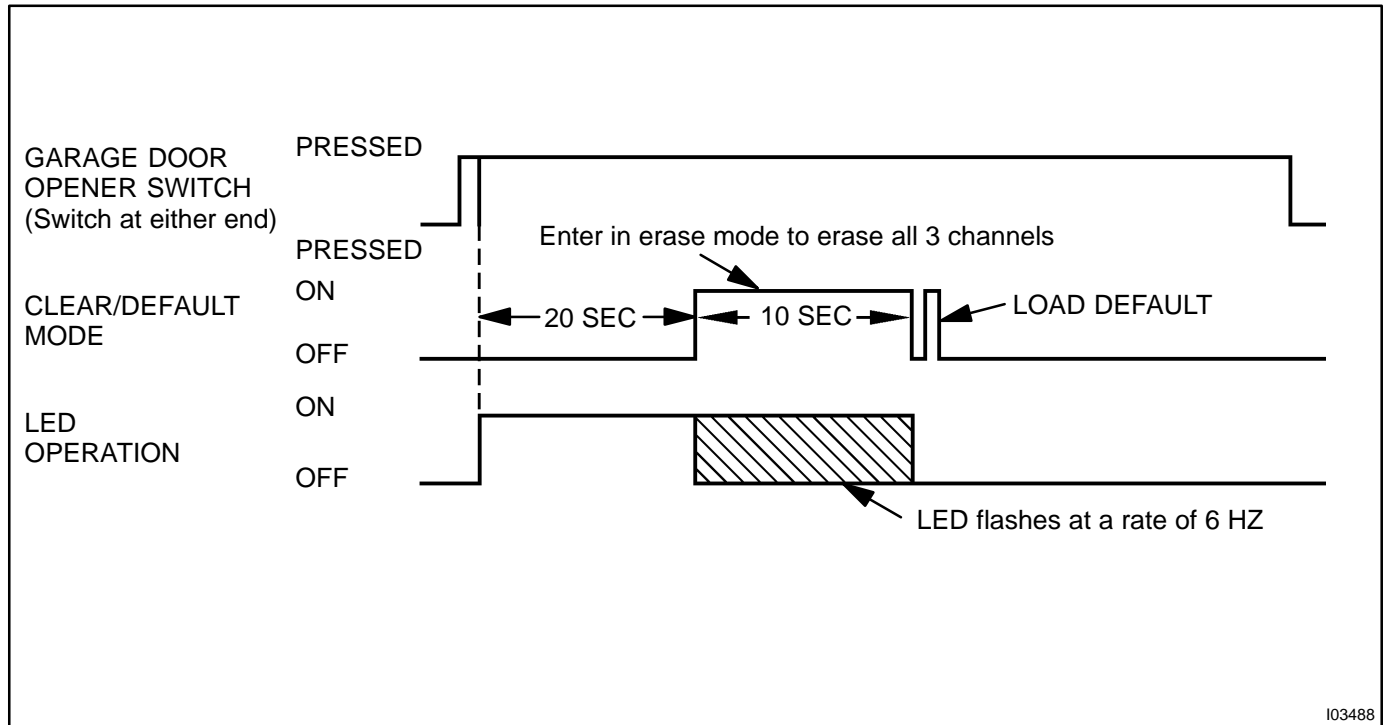 GARAGE DOOR
OPENER SWITCH
(Switch at either end)
PRESSED
PRESSED
Enter in erase mode to erase all 3 channels
CLEAR/DEFAULT
MODE
ON
OFF
20 SEC
10 SEC
LOAD DEFAULT
LED
OPERATION
ON
OFF
LED flashes at a rate of 6 HZ
I03488